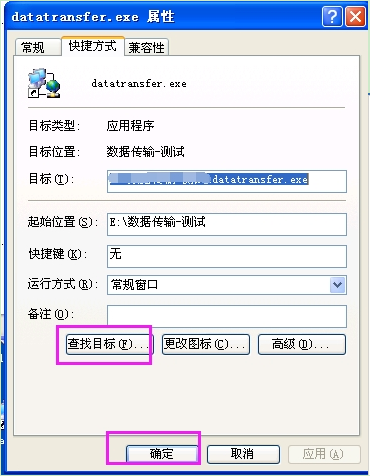 datatransfer.exe 属性
常规 快捷方式 兼容性
datatransfer.exe
目标类型: 应用程序
目标位置: 数据传输-测试
目标(T): datatransfer.exe
起始位置(S): E:\数据传输-测试
快捷键(K): 无
运行方式(R): 常规窗口
备注(O):
查找目标(F)... 更改图标(C)... 高级(D)...
确定 取消 应用(A)